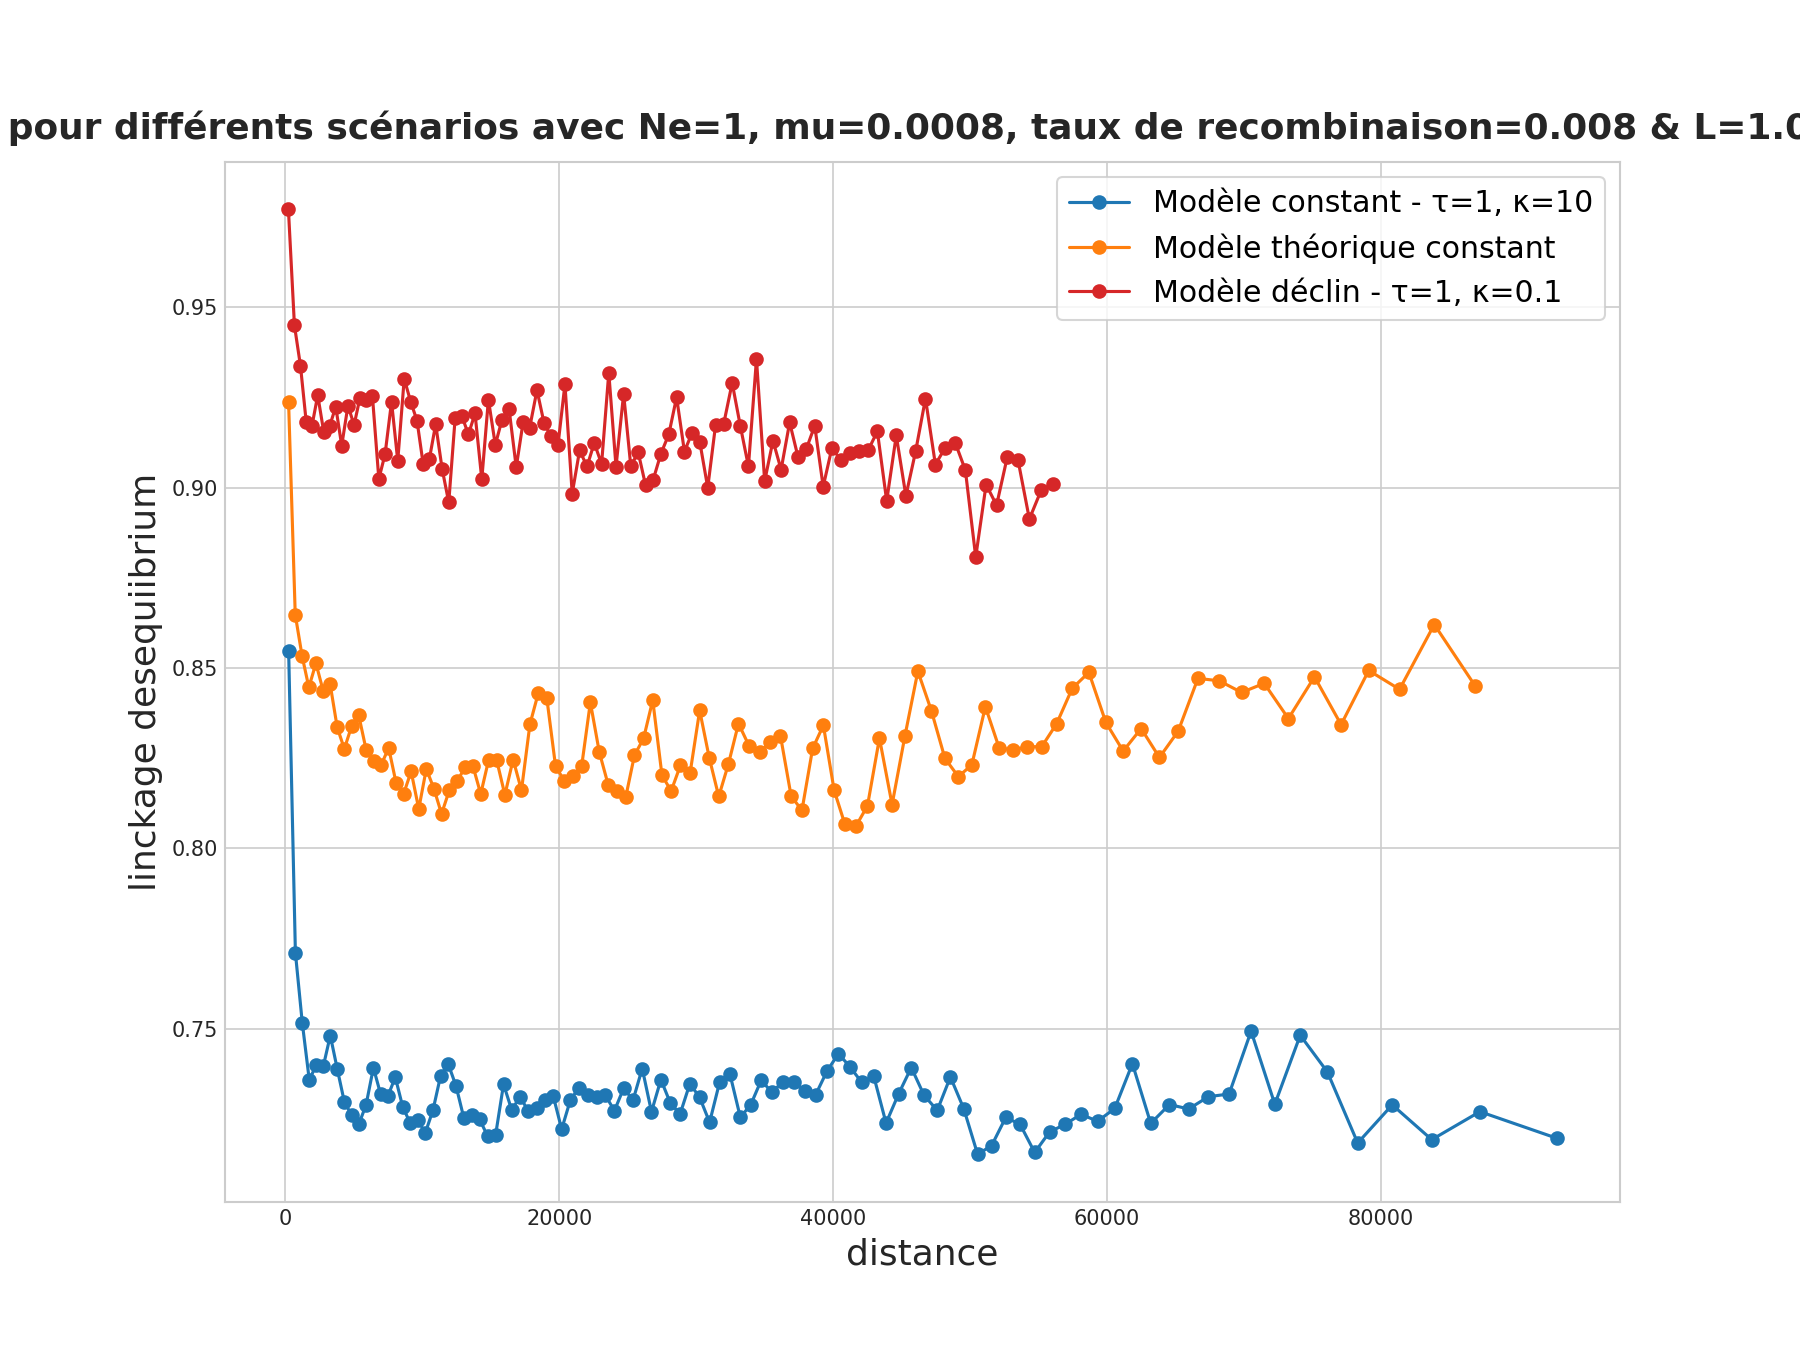 pour différents scénarios avec Ne=1, mu=0.0008, taux de recombinaison=0.008 & L=1.0
Modèle constant - τ=1, κ=10
Modèle théorique constant
Modèle déclin - τ=1, κ=0.1
linckage desequiibrium
0.95
0.90
0.85
0.80
0.75
0 20000 40000 60000 80000
distance